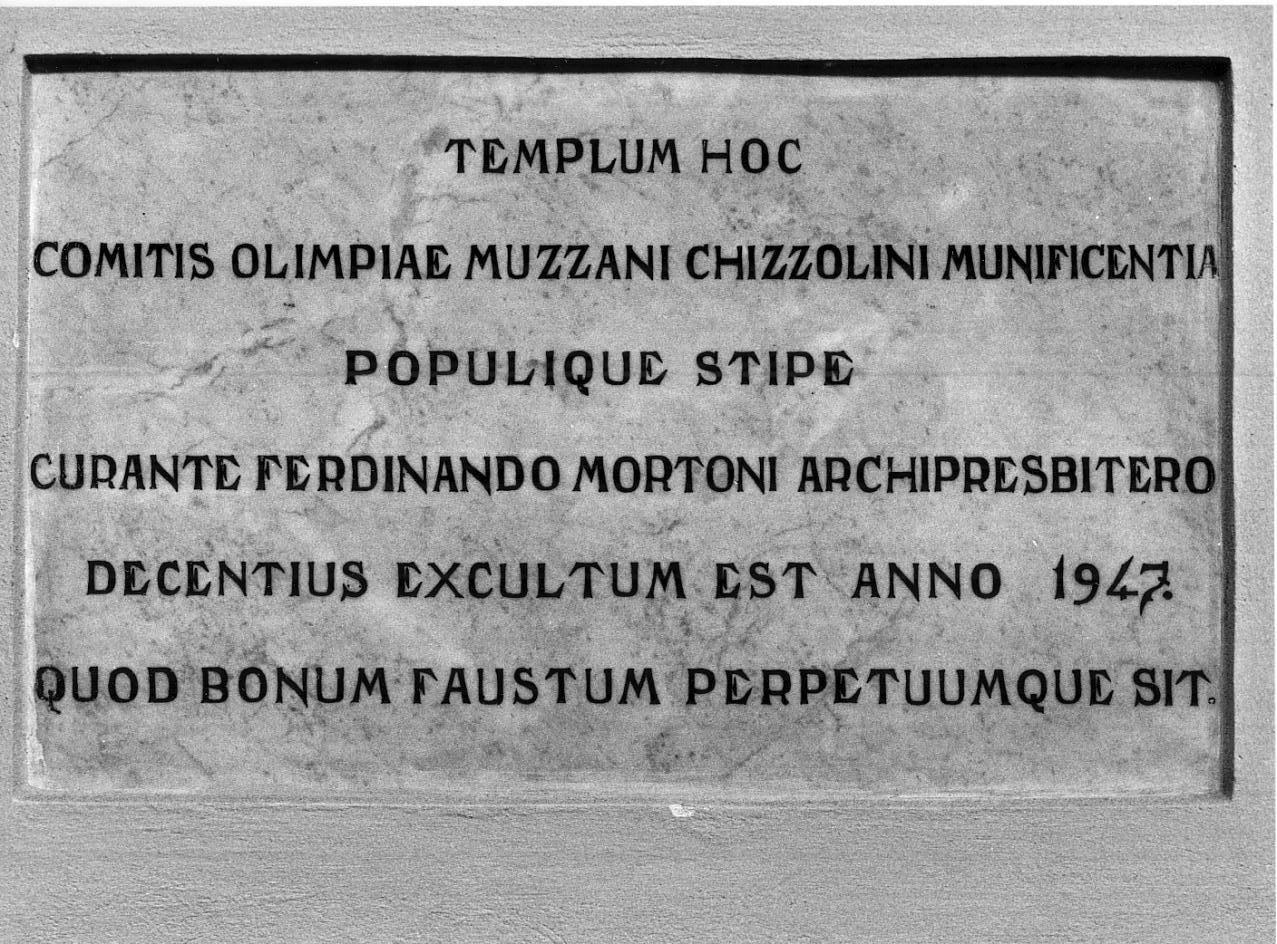 TEMPLUM HOC
COMITIS OLIMPIAE MUZZANI CHIZZOLINI MUNIFICENTIA
POPULIQUE STIPE
CURANTE FERDINANDO MORTONI ARCHIPRESBITERO
DECENTIUS EXCULTUM EST ANNO 1947.
QUOD BONUM FAUSTUM PERPETUUMQUE SIT.